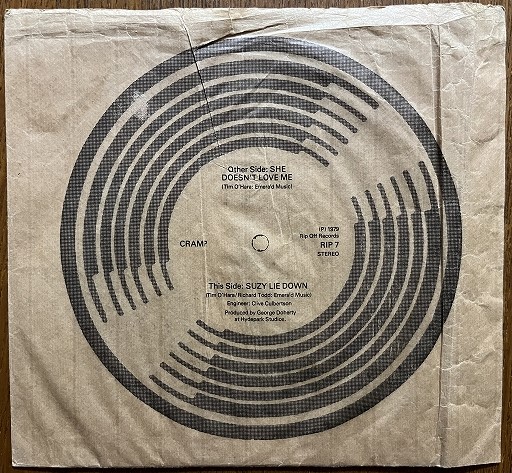 Other Side: SHE
DOESN'T LOVE ME
(Tim O'Hare: Emerald Music)
(P) 1979
Rip Off Records
CRAM?
RIP 7
STEREO
This Side: SUZY LIE DOWN
(Tim O'Hare/Richard Todd: Emerald Music)
Engineer: Clive Culbertson
Produced by George Doherty
at Hydepark Studios.